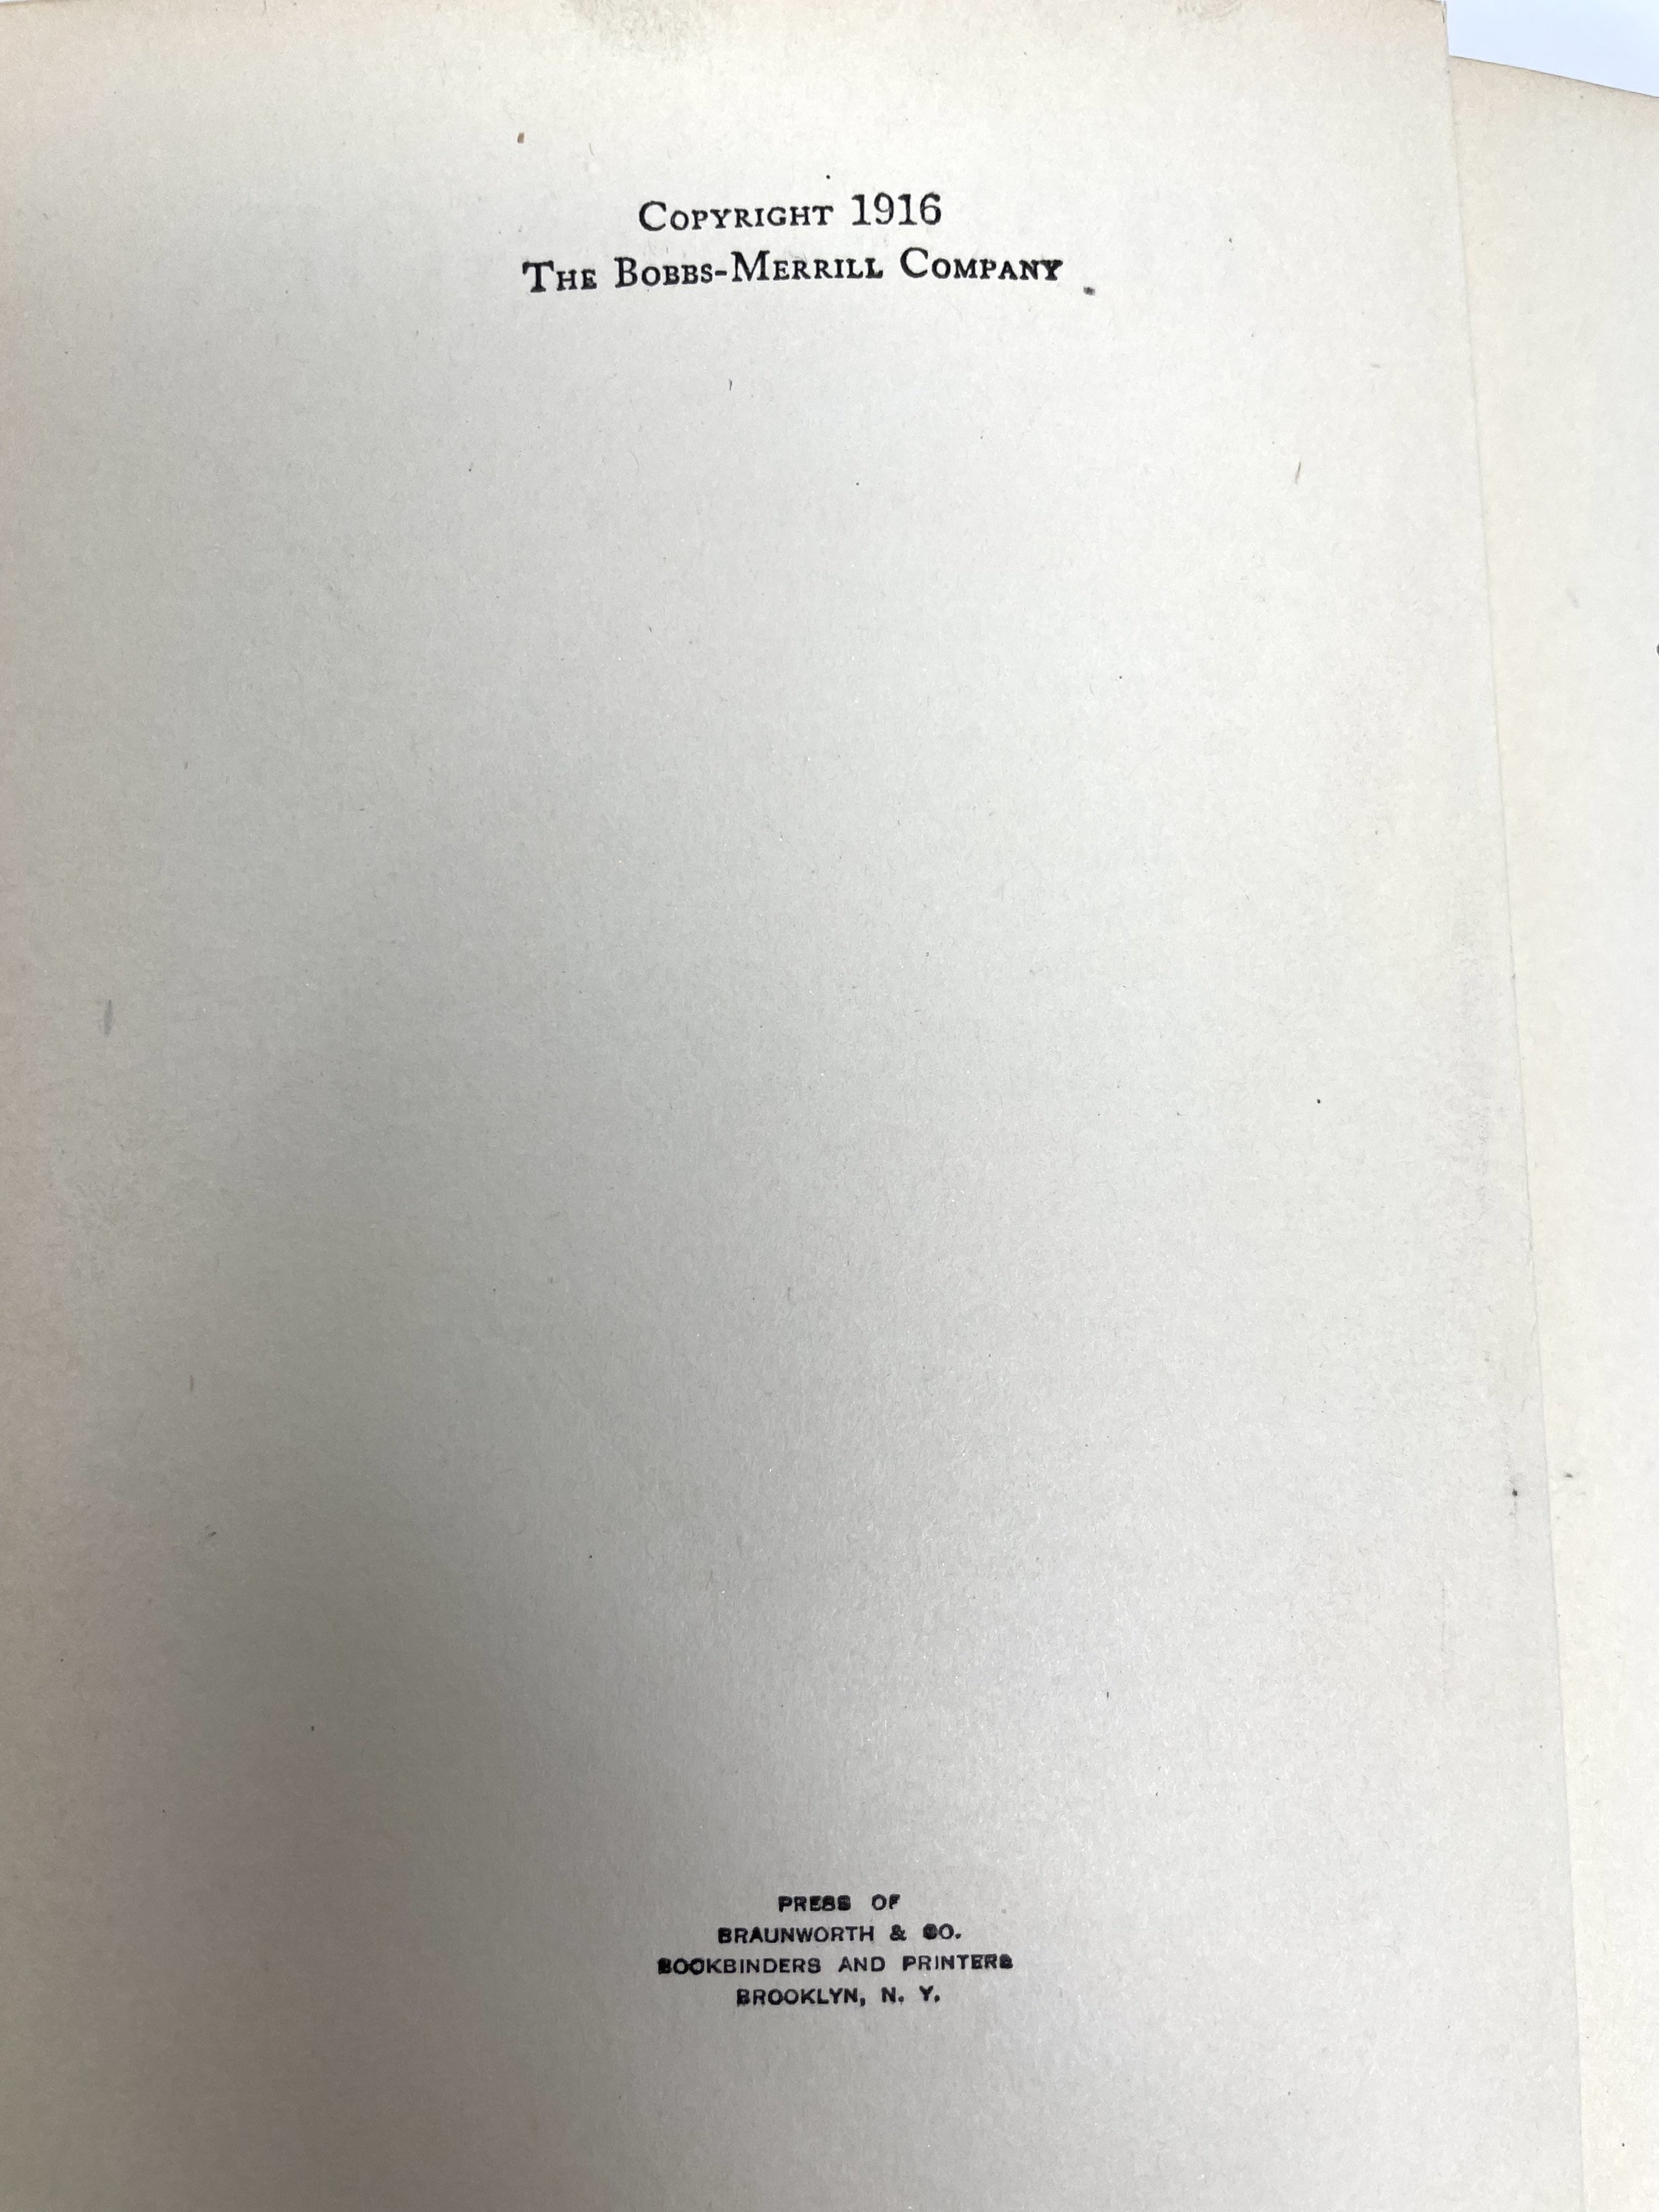 COPYRIGHT 1916
THE BOBBS-MERRILL COMPANY
PRESS OF
BRAUNWORTH & CO.
BOOKBINDERS AND PRINTERS
BROOKLYN, N. Y.